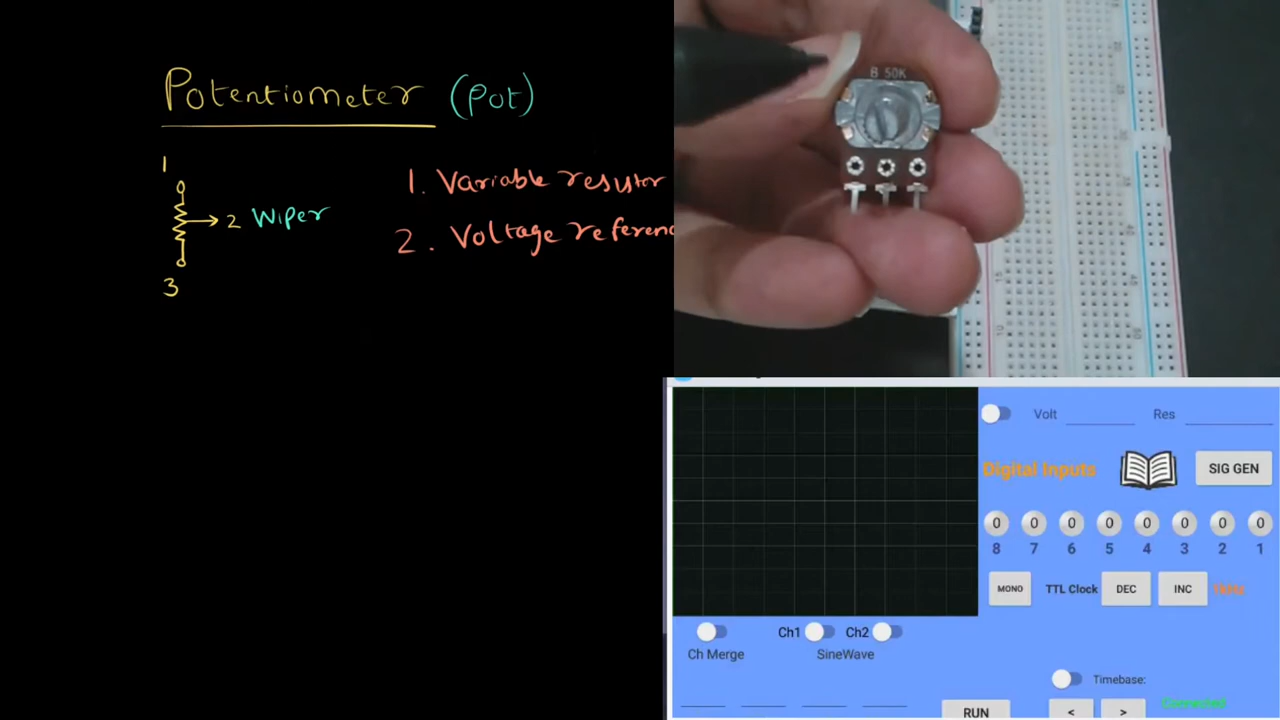 Potentiometer (Pot)
1
2 Wiper
3
1. Variable resistor
2. Voltage referenc
B 50K
Volt
Res
Digital Inputs
SIG GEN
0 0 0 0 0 0 0 0
8 7 6 5 4 3 2 1
MONO
TTL Clock
DEC
INC
Ch1
Ch2
Ch Merge
SineWave
Timebase:
RUN
<
>
Connected